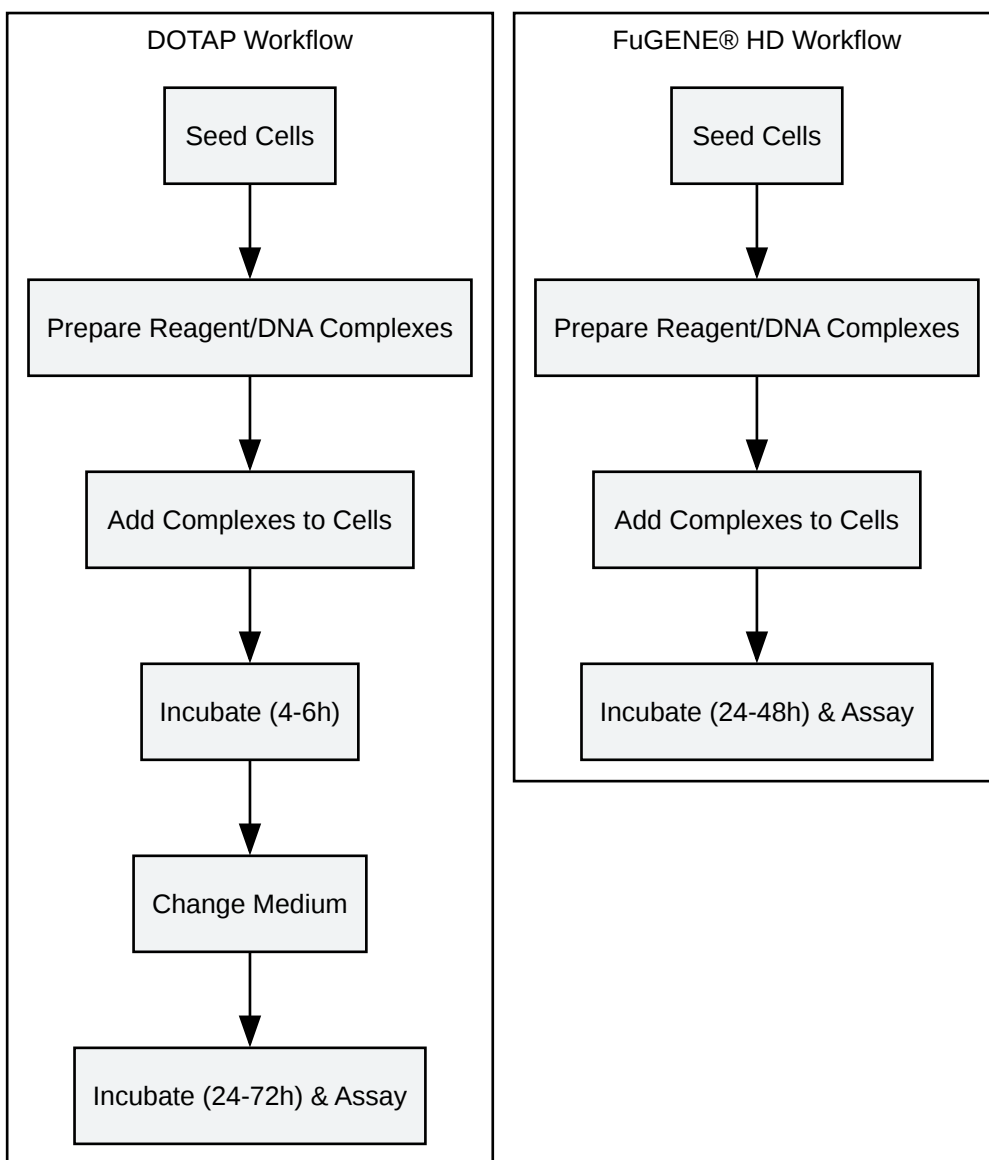 DOTAP Workflow
Seed Cells
Prepare Reagent/DNA Complexes
Add Complexes to Cells
Incubate (4-6h)
Change Medium
Incubate (24-72h) & Assay
FuGENE® HD Workflow
Seed Cells
Prepare Reagent/DNA Complexes
Add Complexes to Cells
Incubate (24-48h) & Assay